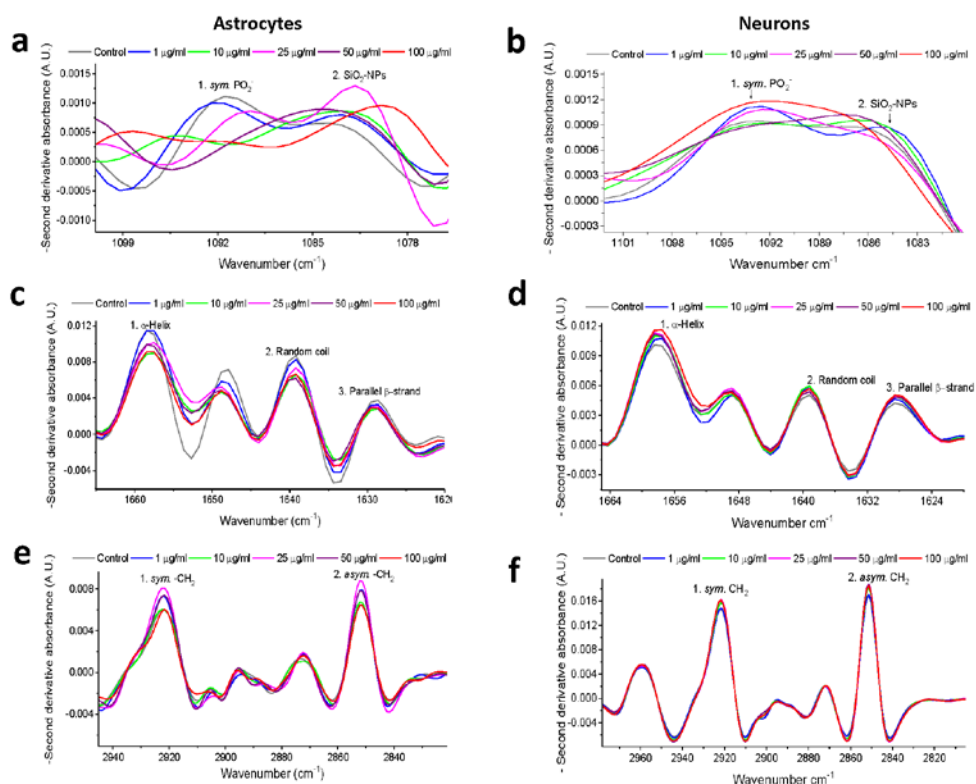 Astrocytes
Neurons
a
Control 1 μg/ml 10 μg/ml 25 μg/ml 50 μg/ml 100 μg/ml
-Second derivative absorbance (A.U.)
0.0015
0.0010
0.0005
0.0000
-0.0005
-0.0010
1. sym. PO₂⁻
2. SiO₂-NPs
1099 1092 1085 1078
Wavenumber (cm⁻¹)
b
Control 1 μg/ml 10 μg/ml 25 μg/ml 50 μg/ml 100 μg/ml
- Second derivative absorbance (A.U.)
0.0015
0.0012
0.0009
0.0006
0.0003
0.0000
-0.0003
1. sym. PO₂⁻
2. SiO₂-NPs
1101 1098 1095 1092 1089 1086 1083
Wavenumber cm⁻¹
c
Control 1 μg/ml 10 μg/ml 25 μg/ml 50 μg/ml 100 μg/ml
-Second derivative absorbance (A.U.)
0.012
0.008
0.004
0.000
-0.004
1. α-Helix
2. Random coil
3. Parallel β-strand
1660 1650 1640 1630 1620
Wavenumber (cm⁻¹)
d
Control 1 μg/ml 10 μg/ml 25 μg/ml 50 μg/ml 100 μg/ml
- Second derivative absorbance (A.U.)
0.012
0.009
0.006
0.003
0.000
-0.003
1. α-Helix
2. Random coil
3. Parallel β-strand
1664 1656 1648 1640 1632 1624
Wavenumber cm⁻¹
e
Control 1 μg/ml 10 μg/ml 25 μg/ml 50 μg/ml 100 μg/ml
-Second derivative absorbance (A.U.)
0.008
0.004
0.000
-0.004
1. sym. -CH₂
2. asym. -CH₂
2940 2920 2900 2880 2860 2840
Wavenumber (cm⁻¹)
f
Control 1 μg/ml 10 μg/ml 25 μg/ml 50 μg/ml 100 μg/ml
- Second derivative absorbance (A.U.)
0.020
0.016
0.012
0.008
0.004
0.000
-0.004
1. sym. CH₂
2. asym. CH₂
2960 2940 2920 2900 2880 2860 2840 2820
Wavenumber cm⁻¹